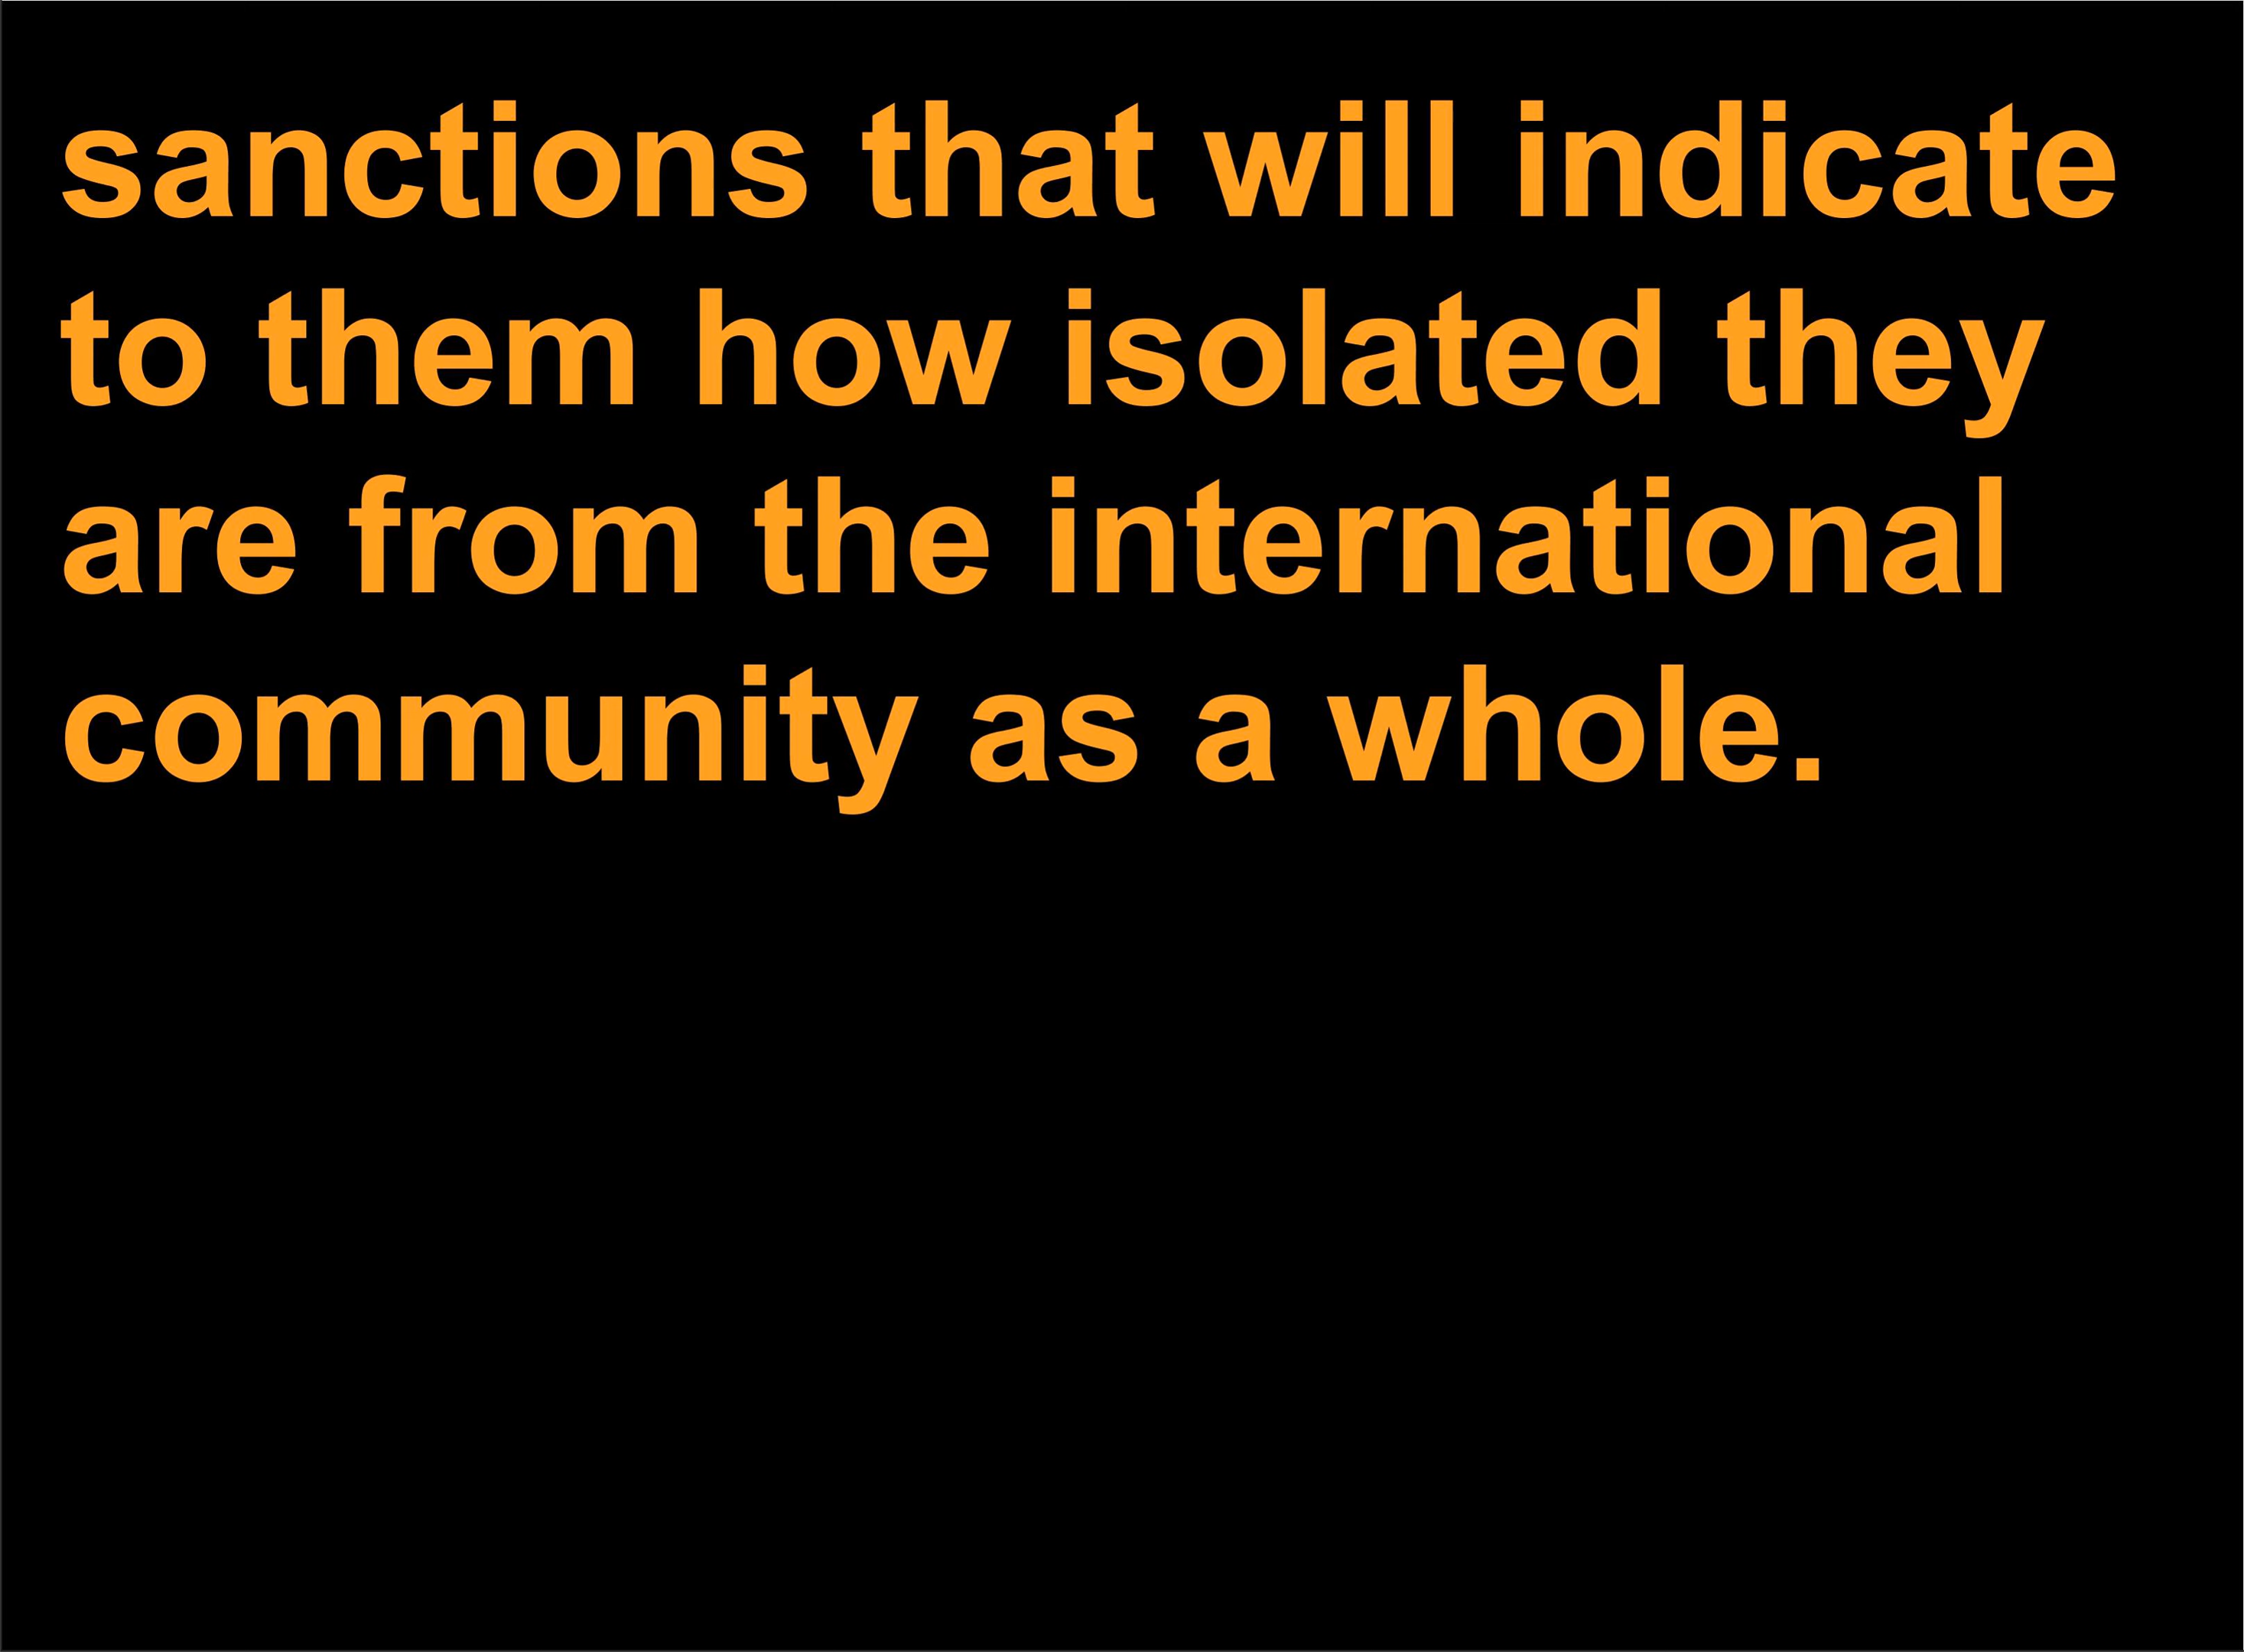 sanctions that will indicate
to them how isolated they
are from the international
community as a whole.